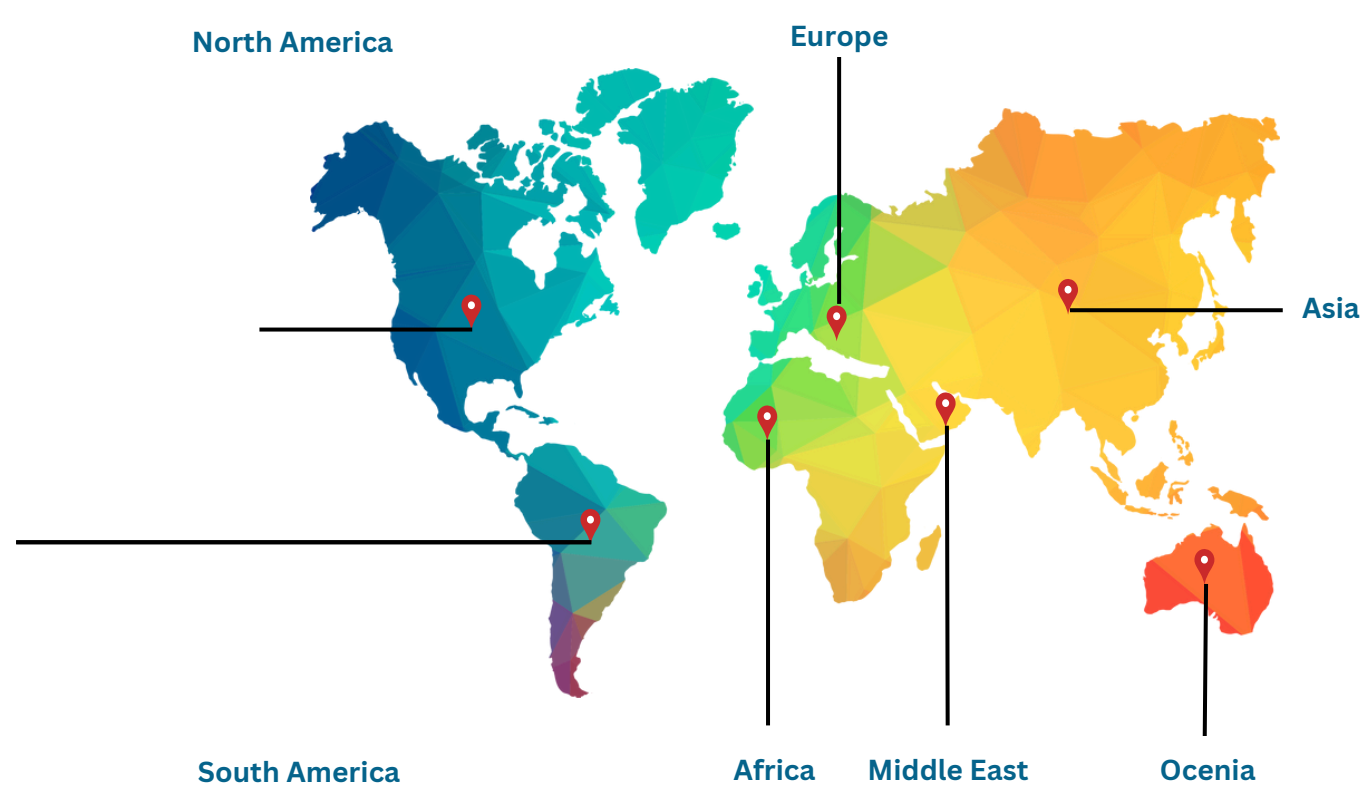 North America
Europe
Asia
South America
Africa
Middle East
Ocenia